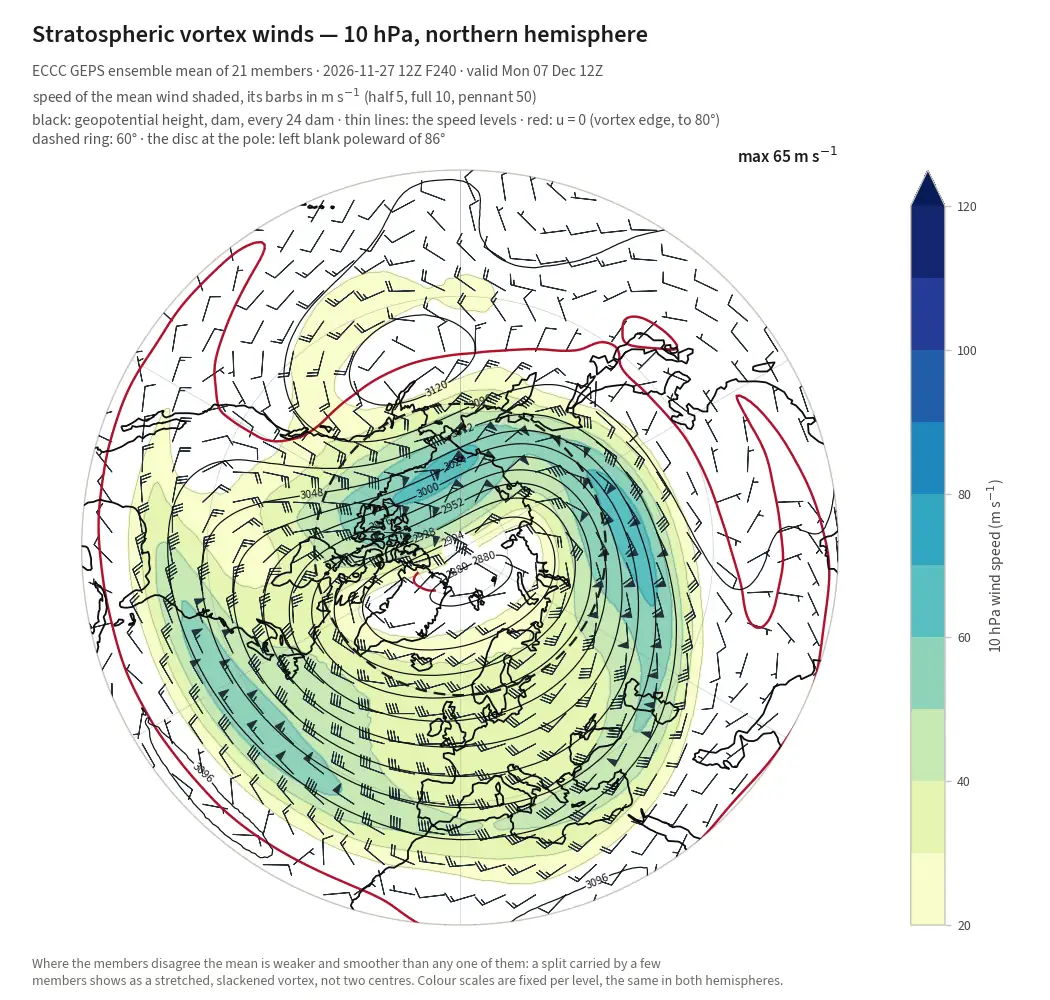 Stratospheric vortex winds — 10 hPa, northern hemisphere
ECCC GEPS ensemble mean of 21 members · 2026-11-27 12Z F240 · valid Mon 07 Dec 12Z
speed of the mean wind shaded, its barbs in m s⁻¹ (half 5, full 10, pennant 50)
black: geopotential height, dam, every 24 dam · thin lines: the speed levels · red: u = 0 (vortex edge, to 80°)
dashed ring: 60° · the disc at the pole: left blank poleward of 86°
max 65 m s⁻¹
120
100
80
60
40
20
10 hPa wind speed (m s⁻¹)
3120
3048
3000
2952
2928
2904
2880
2880
3096
3096
Where the members disagree the mean is weaker and smoother than any one of them: a split carried by a few
members shows as a stretched, slackened vortex, not two centres. Colour scales are fixed per level, the same in both hemispheres.